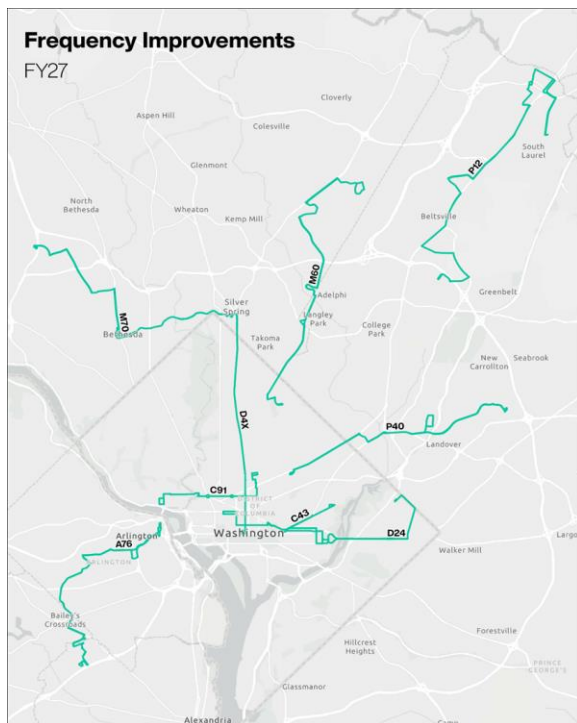 Frequency Improvements
FY27
Cloverly
Aspen Hill
Colesville
South
Laurel
P12
Glenmont
North
Bethesda
Wheaton
Kemp Mill
Beltsville
M60
Adelphi
Greenbelt
Silver
Spring
Langley
Park
M70
Bethesda
Takoma
Park
College
Park
New
Carrollton
Seabrook
D4X
P40
Landover
C91
DISTRICT
OF
COLUMBIA
C43
Arlington
Washington
D24
A76
ARLINGTON
Walker Mill
Largo
Bailey's
Crossroads
Forestville
Hillcrest
Heights
PRINCE
GEORGE'S
Glassmanor
Alexandria